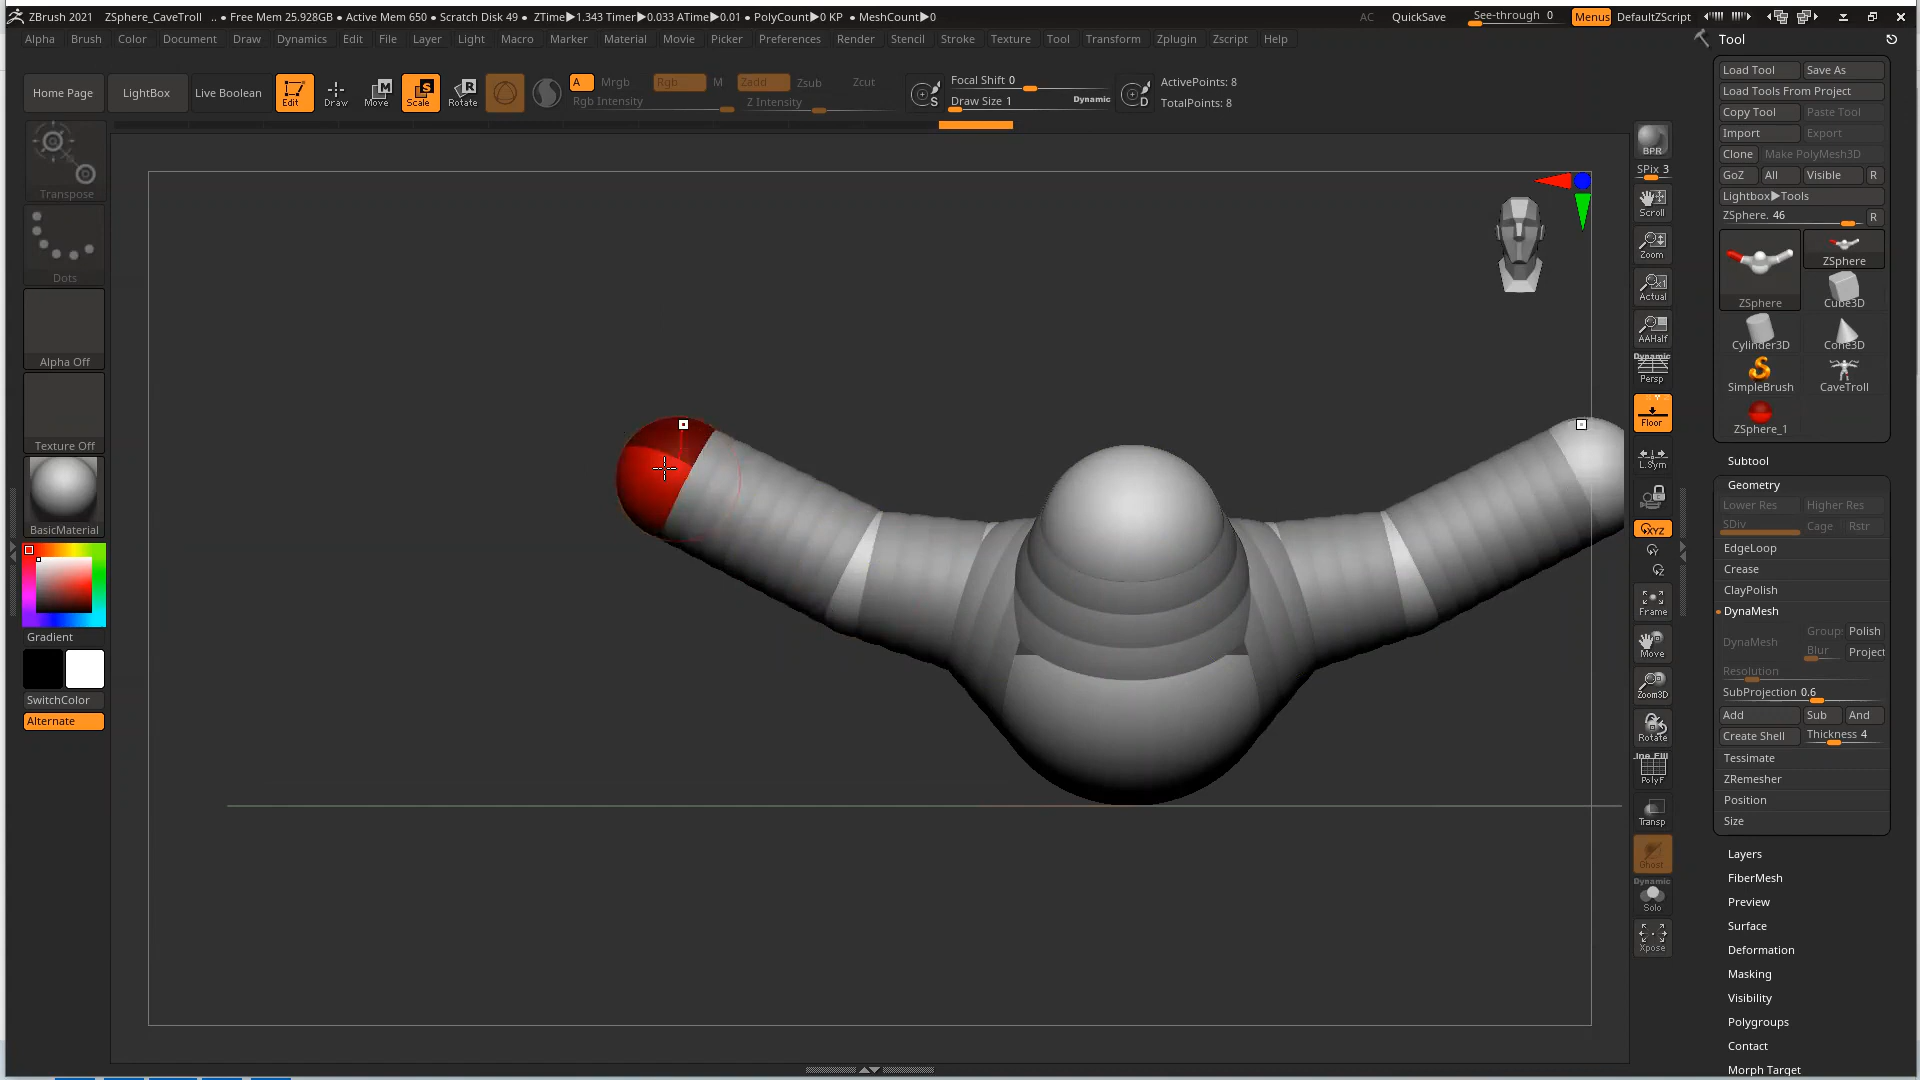 ZBrush 2021 ZSphere_CaveTroll .. • Free Mem 25.928GB • Active Mem 650 • Scratch Disk 49 • ZTime▶1.343 Timer▶0.033 ATime▶0.01 • PolyCount▶0 KP • MeshCount▶0 AC QuickSave See-through 0 Menus DefaultZScript
Alpha Brush Color Document Draw Dynamics Edit File Layer Light Macro Marker Material Movie Picker Preferences Render Stencil Stroke Texture Tool Transform Zplugin Zscript Help
Home Page LightBox Live Boolean Edit Draw Move Scale Rotate
A Mrgb Rgb M Zadd Zsub Zcut
Rgb Intensity Z Intensity
Focal Shift 0
Draw Size 1 Dynamic
ActivePoints: 8
TotalPoints: 8
Transpose
Dots
Alpha Off
Texture Off
BasicMaterial
Gradient
SwitchColor
Alternate
BPR
SPix 3
Scroll
Zoom
Actual
AAHalf
Dynamic
Persp
Floor
L.Sym
XYZ
Y
Z
Frame
Move
Zoom3D
Rotate
Line Fill
PolyF
Transp
Ghost
Dynamic
Solo
Xpose
Tool
Load Tool Save As
Load Tools From Project
Copy Tool Paste Tool
Import Export
Clone Make PolyMesh3D
GoZ All Visible R
Lightbox▶Tools
ZSphere. 46 R
ZSphere ZSphere
Cube3D
Cylinder3D Cone3D
SimpleBrush CaveTroll
ZSphere_1
Subtool
Geometry
Lower Res Higher Res
SDiv Cage Rstr
EdgeLoop
Crease
ClayPolish
DynaMesh
DynaMesh Group: Polish
Blur Project
Resolution
SubProjection 0.6
Add Sub And
Create Shell Thickness 4
Tessimate
ZRemesher
Position
Size
Layers
FiberMesh
Preview
Surface
Deformation
Masking
Visibility
Polygroups
Contact
Morph Target